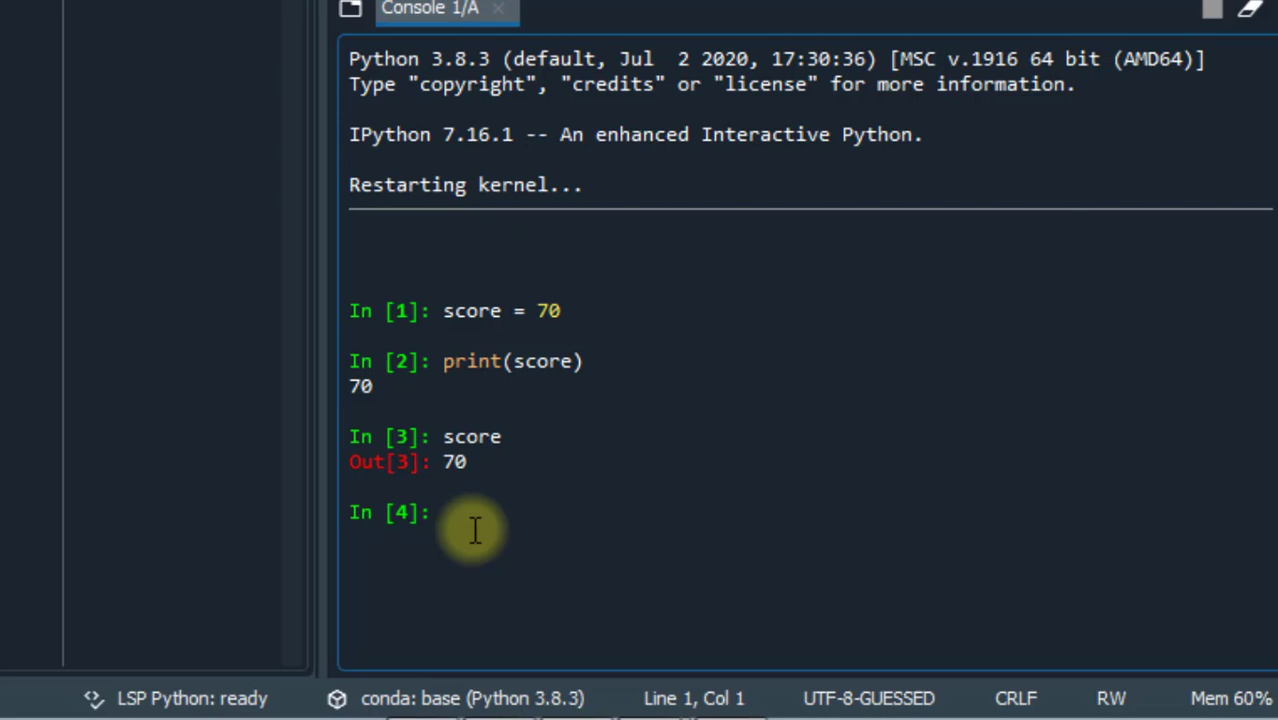 Console 1/A
Python 3.8.3 (default, Jul  2 2020, 17:30:36) [MSC v.1916 64 bit (AMD64)]
Type "copyright", "credits" or "license" for more information.
IPython 7.16.1 -- An enhanced Interactive Python.
Restarting kernel...
In [1]: score = 70
In [2]: print(score)
70
In [3]: score
Out[3]: 70
In [4]:
LSP Python: ready conda: base (Python 3.8.3) Line 1, Col 1 UTF-8-GUESSED CRLF RW Mem 60%